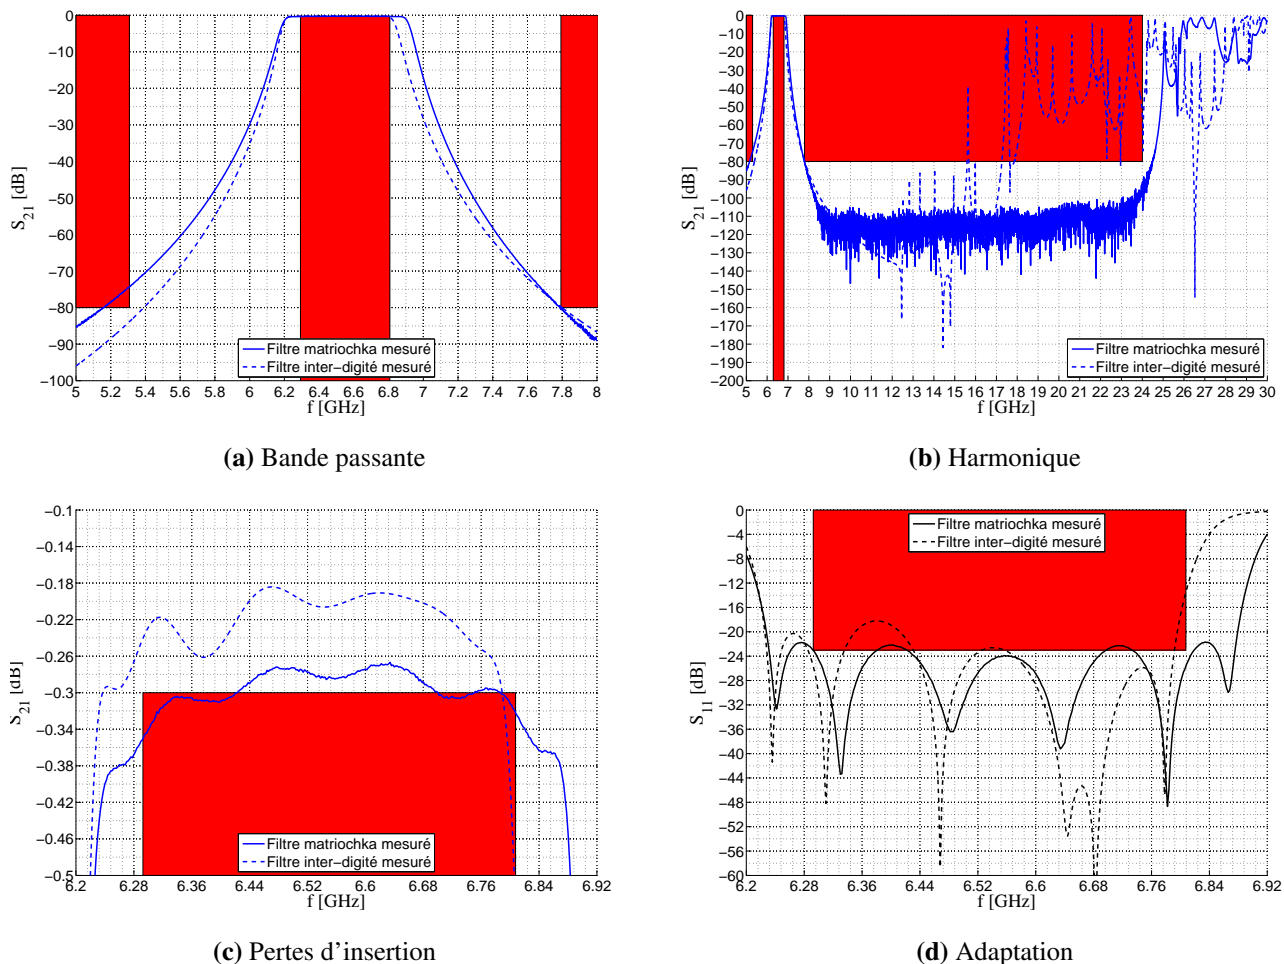 0
−10
−20
−30
−40
−50
−60
−70
−80
−90
−100
S21 [dB]
5 5.2 5.4 5.6 5.8 6 6.2 6.4 6.6 6.8 7 7.2 7.4 7.6 7.8 8
f [GHz]
Filtre matriochka mesuré
Filtre inter−digité mesuré
(a) Bande passante
0
−10
−20
−30
−40
−50
−60
−70
−80
−90
−100
−110
−120
−130
−140
−150
−160
−170
−180
−190
−200
S21 [dB]
5 6 7 8 9 10 11 12 13 14 15 16 17 18 19 20 21 22 23 24 25 26 27 28 29 30
f [GHz]
Filtre matriochka mesuré
Filtre inter−digité mesuré
(b) Harmonique
−0.1
−0.14
−0.18
−0.22
−0.26
−0.3
−0.34
−0.38
−0.42
−0.46
−0.5
S21 [dB]
6.2 6.28 6.36 6.44 6.52 6.6 6.68 6.76 6.84 6.92
f [GHz]
Filtre matriochka mesuré
Filtre inter−digité mesuré
(c) Pertes d'insertion
0
−4
−8
−12
−16
−20
−24
−28
−32
−36
−40
−44
−48
−52
−56
−60
S11 [dB]
6.2 6.28 6.36 6.44 6.52 6.6 6.68 6.76 6.84 6.92
f [GHz]
Filtre matriochka mesuré
Filtre inter−digité mesuré
(d) Adaptation